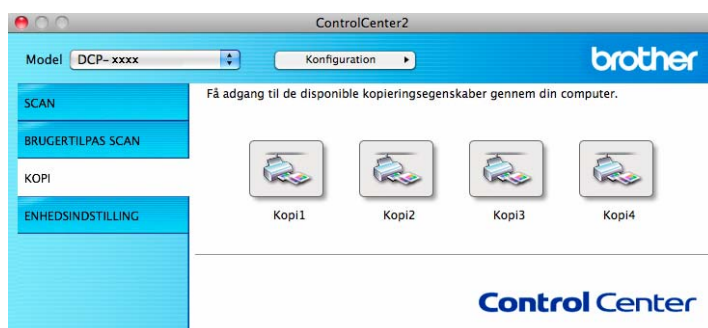 ControlCenter2
Model DCP- xxxx Konfiguration brother
SCAN
BRUGERTILPAS SCAN
KOPI
ENHEDSINDSTILLING
Få adgang til de disponible kopieringsegenskaber gennem din computer.
Kopi1 Kopi2 Kopi3 Kopi4
Control Center